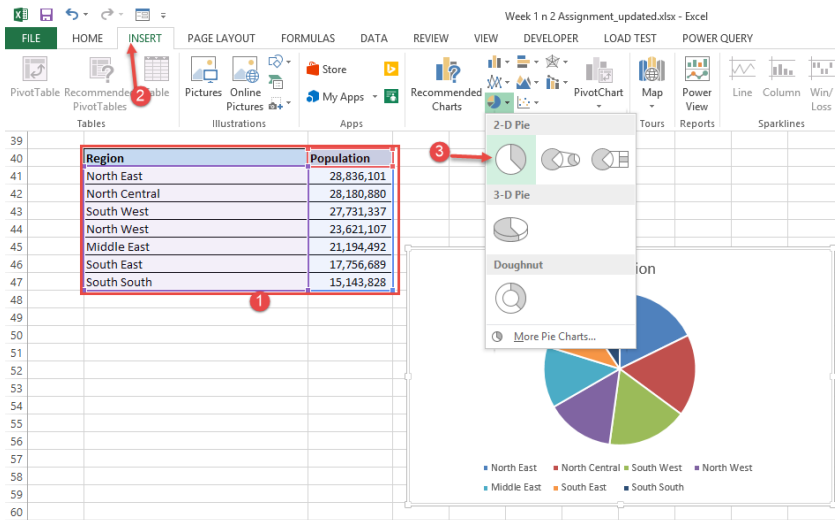 Week 1 n 2 Assignment_updated.xlsx - Excel
FILE HOME INSERT PAGE LAYOUT FORMULAS DATA REVIEW VIEW DEVELOPER LOAD TEST POWER QUERY
PivotTable Recommended PivotTables Table
Pictures Online Pictures
Store
My Apps
Recommended Charts
PivotChart
Map
Power View
Line Column Win/ Loss
Tables Illustrations Apps Tours Reports Sparklines
2
2-D Pie
3
3-D Pie
Doughnut
More Pie Charts...
39
40 Region Population
41 North East 28,836,101
42 North Central 28,180,880
43 South West 27,731,337
44 North West 23,621,107
45 Middle East 21,194,492
46 South East 17,756,689
47 South South 15,143,828
48
1
49
50
51
52
53
54
55
56
57
58
59
60
North East North Central South West North West
Middle East South East South South